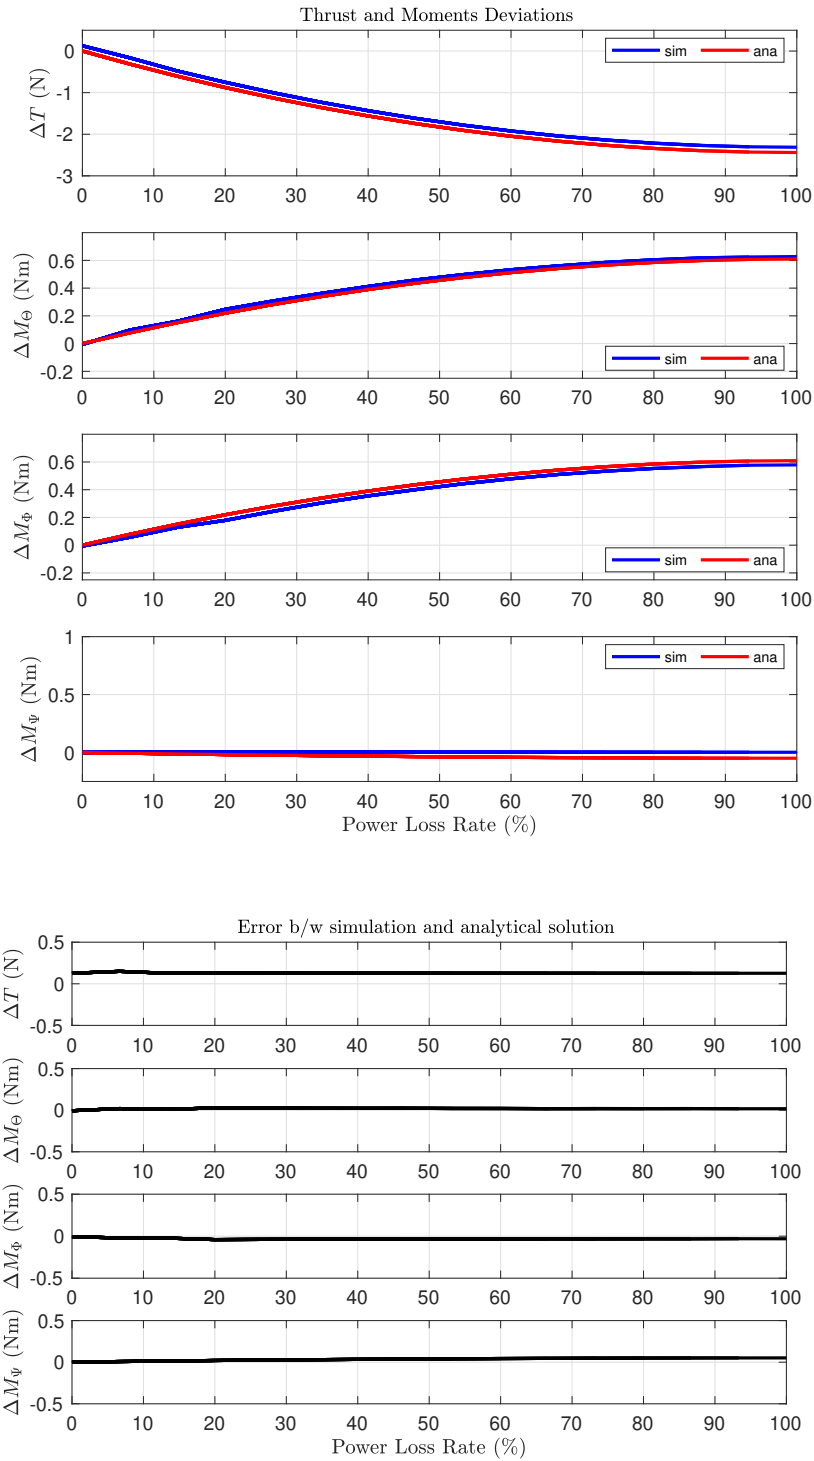 Thrust and Moments Deviations
ΔT (N)
0
-1
-2
-3
sim ana
0 10 20 30 40 50 60 70 80 90 100
ΔM_Θ (Nm)
0.6
0.4
0.2
0
-0.2
sim ana
0 10 20 30 40 50 60 70 80 90 100
ΔM_Φ (Nm)
0.6
0.4
0.2
0
-0.2
sim ana
0 10 20 30 40 50 60 70 80 90 100
ΔM_Ψ (Nm)
1
0.5
0
sim ana
0 10 20 30 40 50 60 70 80 90 100
Power Loss Rate (%)
Error b/w simulation and analytical solution
ΔT (N)
0.5
0
-0.5
0 10 20 30 40 50 60 70 80 90 100
ΔM_Θ (Nm)
0.5
0
-0.5
0 10 20 30 40 50 60 70 80 90 100
ΔM_Φ (Nm)
0.5
0
-0.5
0 10 20 30 40 50 60 70 80 90 100
ΔM_Ψ (Nm)
0.5
0
-0.5
0 10 20 30 40 50 60 70 80 90 100
Power Loss Rate (%)